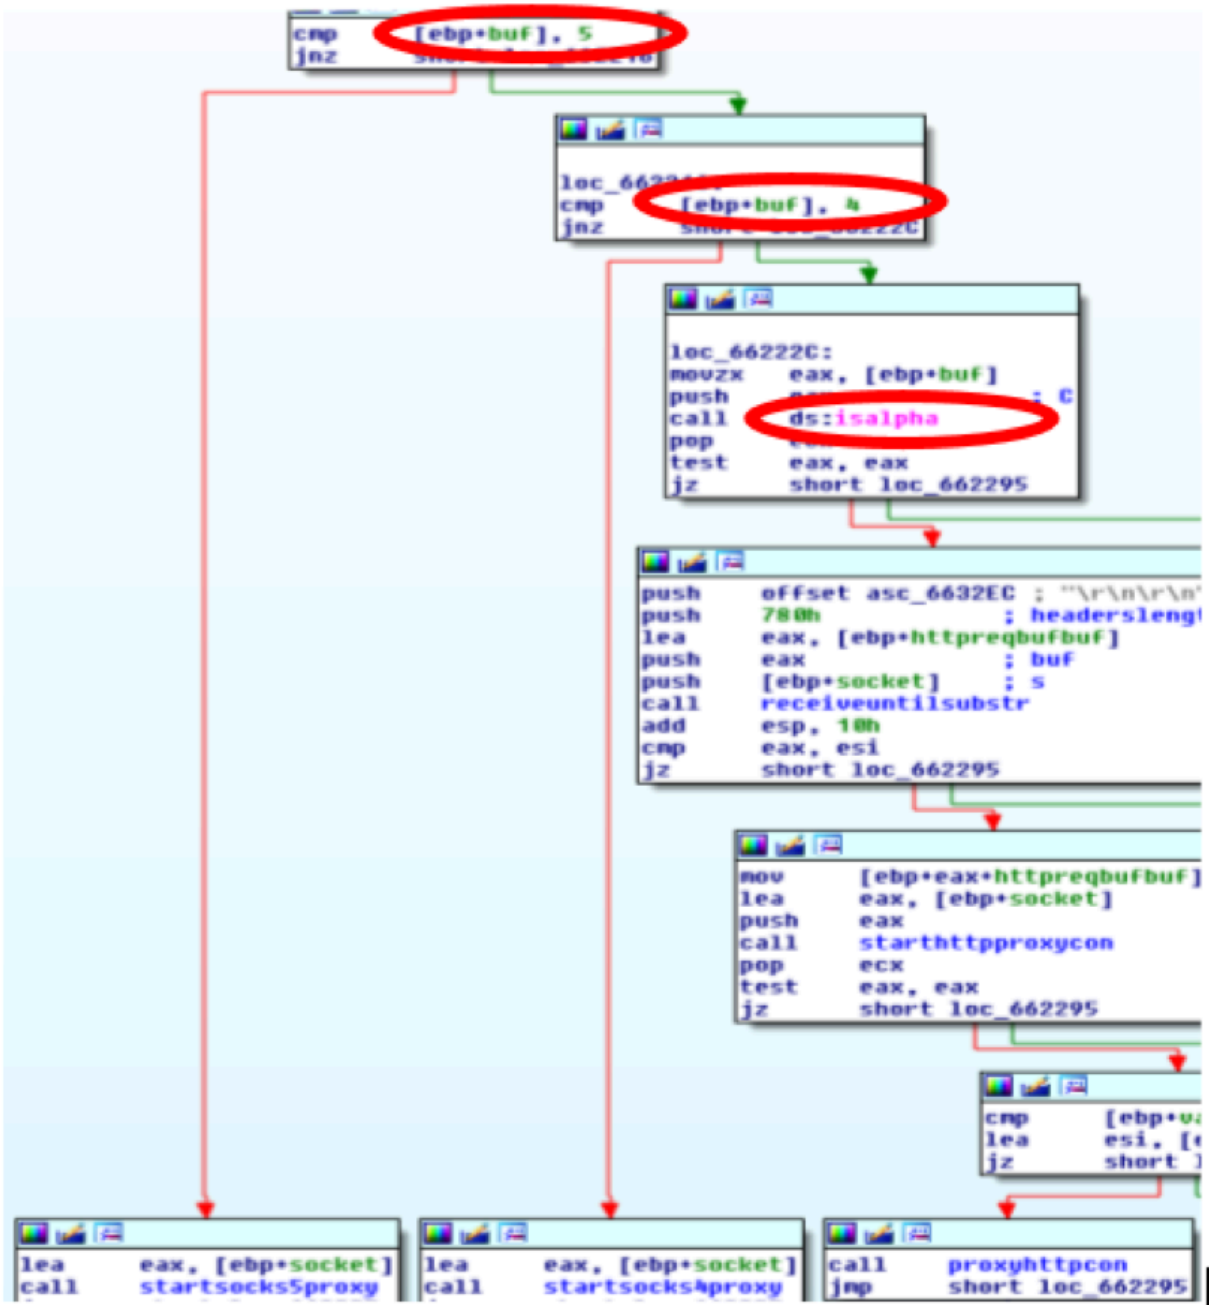 cmp [ebp+buf], 5
jnz
cmp [ebp+buf], 4
jnz short
loc_66222C:
movzx eax, [ebp+buf]
push ; C
call ds:isalpha
pop
test eax, eax
jz short loc_662295
push offset asc_6632EC ; "\r\n\r\n"
push 780h ;
lea eax, [ebp+httpreqbufbuf]
push eax ; buf
push [ebp+socket] ; s
call receiveuntilsubstr
add esp, 10h
cmp eax, esi
jz short loc_662295
mov [ebp+eax+httpreqbufbuf]
lea eax, [ebp+socket]
push eax
call starthttpproxycon
pop ecx
test eax, eax
jz short loc_662295
cmp
lea esi,
jz short
lea eax, [ebp+socket]
call startsocks5proxy
lea eax, [ebp+socket]
call startsocks4proxy
call proxyhttpcon
jmp short loc_662295